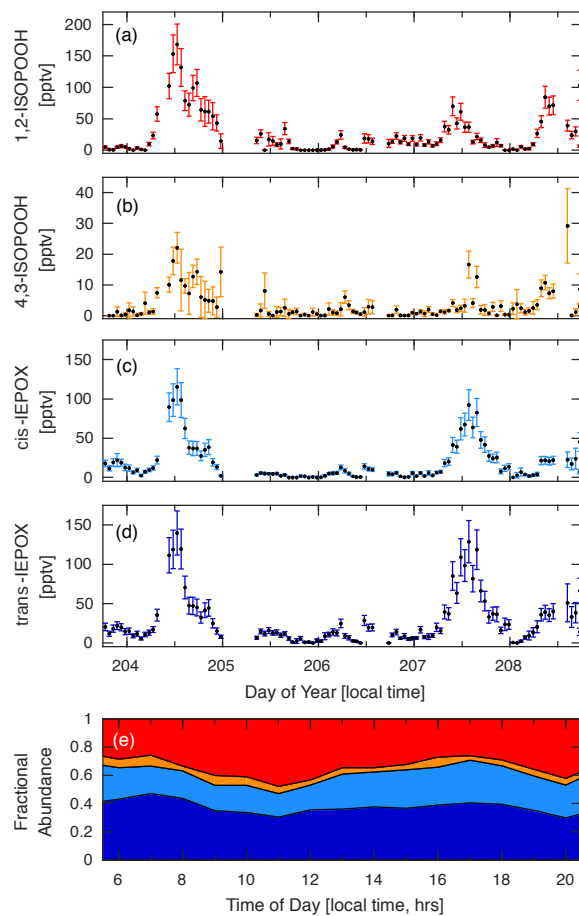 (a)
1,2-ISOPOOH
[pptv]
200
150
100
50
0
(b)
4,3-ISOPOOH
[pptv]
40
30
20
10
0
(c)
cis-IEPOX
[pptv]
150
100
50
0
(d)
trans-IEPOX
[pptv]
150
100
50
0
204 205 206 207 208
Day of Year [local time]
(e)
Fractional
Abundance
1
0.8
0.6
0.4
0.2
0
6 8 10 12 14 16 18 20
Time of Day [local time, hrs]